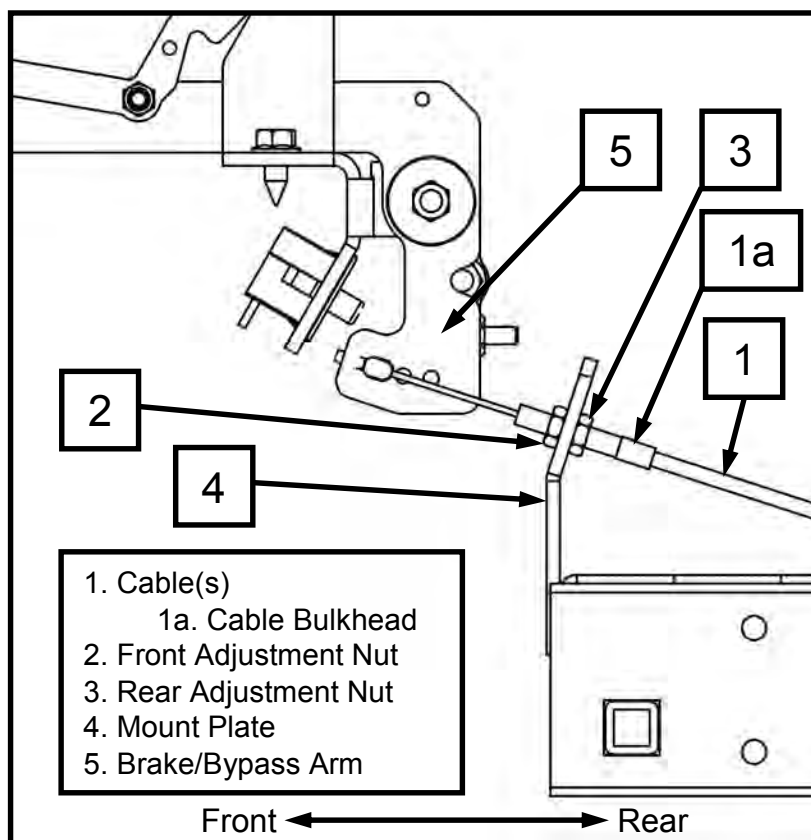 5
3
1a
1
2
4
1. Cable(s)
1a. Cable Bulkhead
2. Front Adjustment Nut
3. Rear Adjustment Nut
4. Mount Plate
5. Brake/Bypass Arm
Front Rear